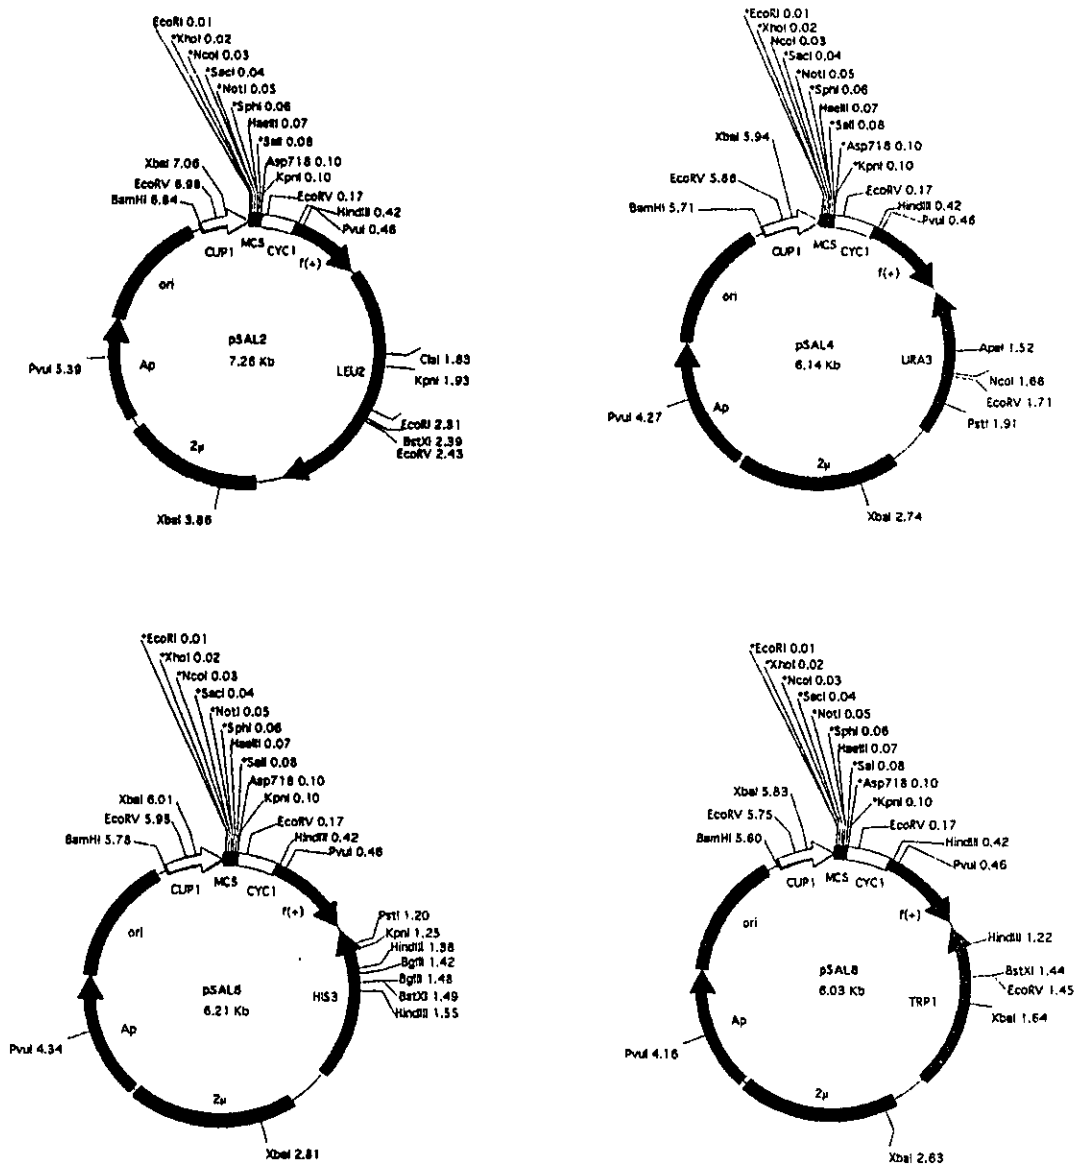 EcoRI 0.01
*XhoI 0.02
*NcoI 0.03
*SacI 0.04
*NotI 0.05
*SphI 0.06
HaeIII 0.07
*SalI 0.08
Asp718 0.10
KpnI 0.10
EcoRV 0.17
HindIII 0.42
PvuI 0.46
XbaI 7.06
EcoRV 6.98
BamHI 6.84
CUP1
MCS
CYC1
f(+)
ori
pSAL2
7.26 Kb
Ap
PvuI 5.39
LEU2
ClaI 1.83
KpnI 1.93
EcoRI 2.31
BstXI 2.39
EcoRV 2.43
2µ
XbaI 3.86
*EcoRI 0.01
*XhoI 0.02
NcoI 0.03
*SacI 0.04
*NotI 0.05
*SphI 0.06
HaeIII 0.07
*SalI 0.08
*Asp718 0.10
*KpnI 0.10
EcoRV 0.17
HindIII 0.42
PvuI 0.46
XbaI 5.94
EcoRV 5.86
BamHI 5.71
CUP1
MCS
CYC1
f(+)
ori
pSAL4
6.14 Kb
URA3
ApaI 1.52
NcoI 1.68
EcoRV 1.71
PstI 1.91
PvuI 4.27
Ap
2µ
XbaI 2.74
*EcoRI 0.01
*XhoI 0.02
*NcoI 0.03
*SacI 0.04
*NotI 0.05
*SphI 0.06
HaeIII 0.07
*SalI 0.08
Asp718 0.10
KpnI 0.10
EcoRV 0.17
HindIII 0.42
PvuI 0.46
XbaI 6.01
EcoRV 5.93
BamHI 5.78
CUP1
MCS
CYC1
f(+)
ori
PstI 1.20
KpnI 1.25
HindIII 1.38
BglII 1.42
BglII 1.48
BstXI 1.49
HindIII 1.55
pSAL6
6.21 Kb
HIS3
Ap
PvuI 4.34
2µ
XbaI 2.81
*EcoRI 0.01
*XhoI 0.02
*NcoI 0.03
*SacI 0.04
*NotI 0.05
*SphI 0.06
HaeIII 0.07
*SalI 0.08
*Asp718 0.10
*KpnI 0.10
EcoRV 0.17
HindIII 0.42
PvuI 0.46
XbaI 5.83
EcoRV 5.75
BamHI 5.60
CUP1
MCS
CYC1
f(+)
ori
HindIII 1.22
BstXI 1.44
EcoRV 1.45
XbaI 1.64
pSAL8
6.03 Kb
TRP1
Ap
PvuI 4.16
2µ
XbaI 2.63